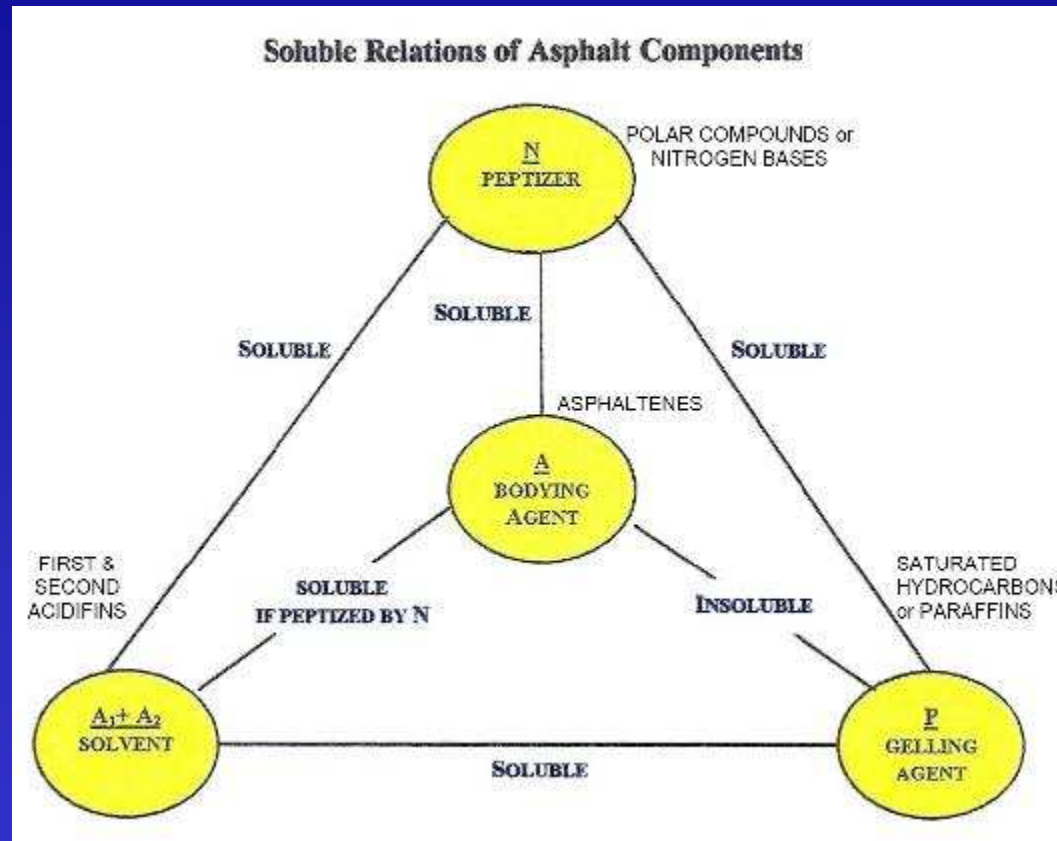 Soluble Relations of Asphalt Components
N
PEPTIZER
POLAR COMPOUNDS or
NITROGEN BASES
SOLUBLE
SOLUBLE
SOLUBLE
ASPHALTENES
A
BODYING
AGENT
FIRST &
SECOND
ACIDIFINS
SOLUBLE
IF PEPTIZED BY N
INSOLUBLE
SATURATED
HYDROCARBONS
or PARAFFINS
A₁+ A₂
SOLVENT
SOLUBLE
P
GELLING
AGENT